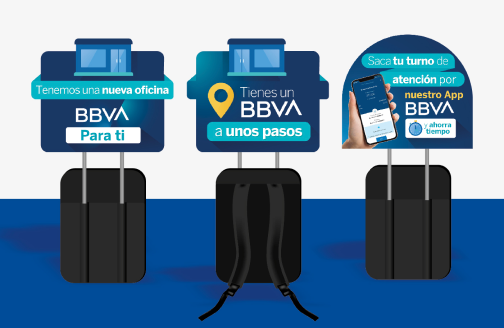 Tenemos una nueva oficina
BBVA
Para ti
Tienes un
BBVA
a unos pasos
Saca tu turno de
atención por
nuestro App
BBVA
y ahorra
tiempo